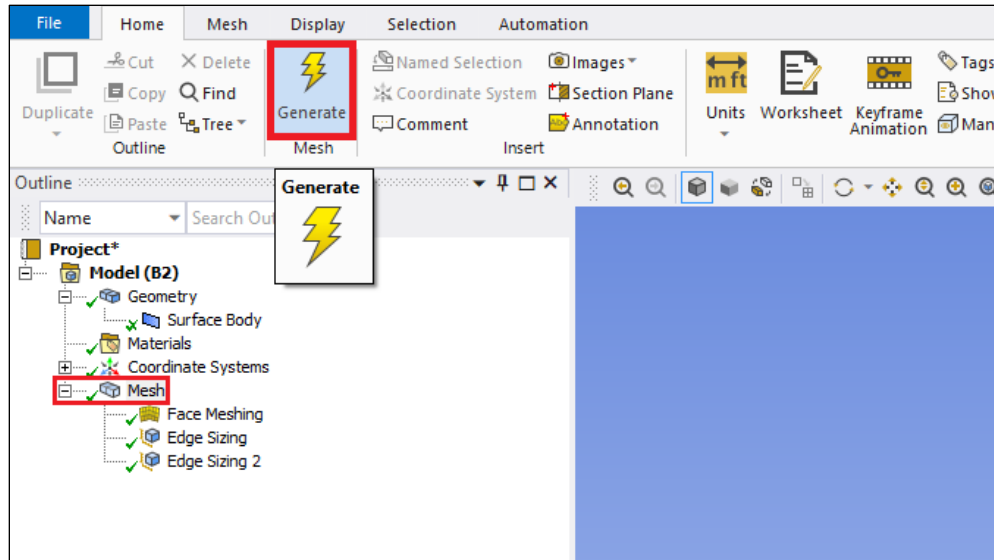 File Home Mesh Display Selection Automation
Cut Delete Named Selection Images Tags
Copy Find Coordinate System Section Plane
Duplicate Paste Tree Generate Comment Annotation Units Worksheet Keyframe Animation
m ft
Outline Mesh Insert
Outline
Generate
Name
Project*
Model (B2)
Geometry
Surface Body
Materials
Coordinate Systems
Mesh
Face Meshing
Edge Sizing
Edge Sizing 2